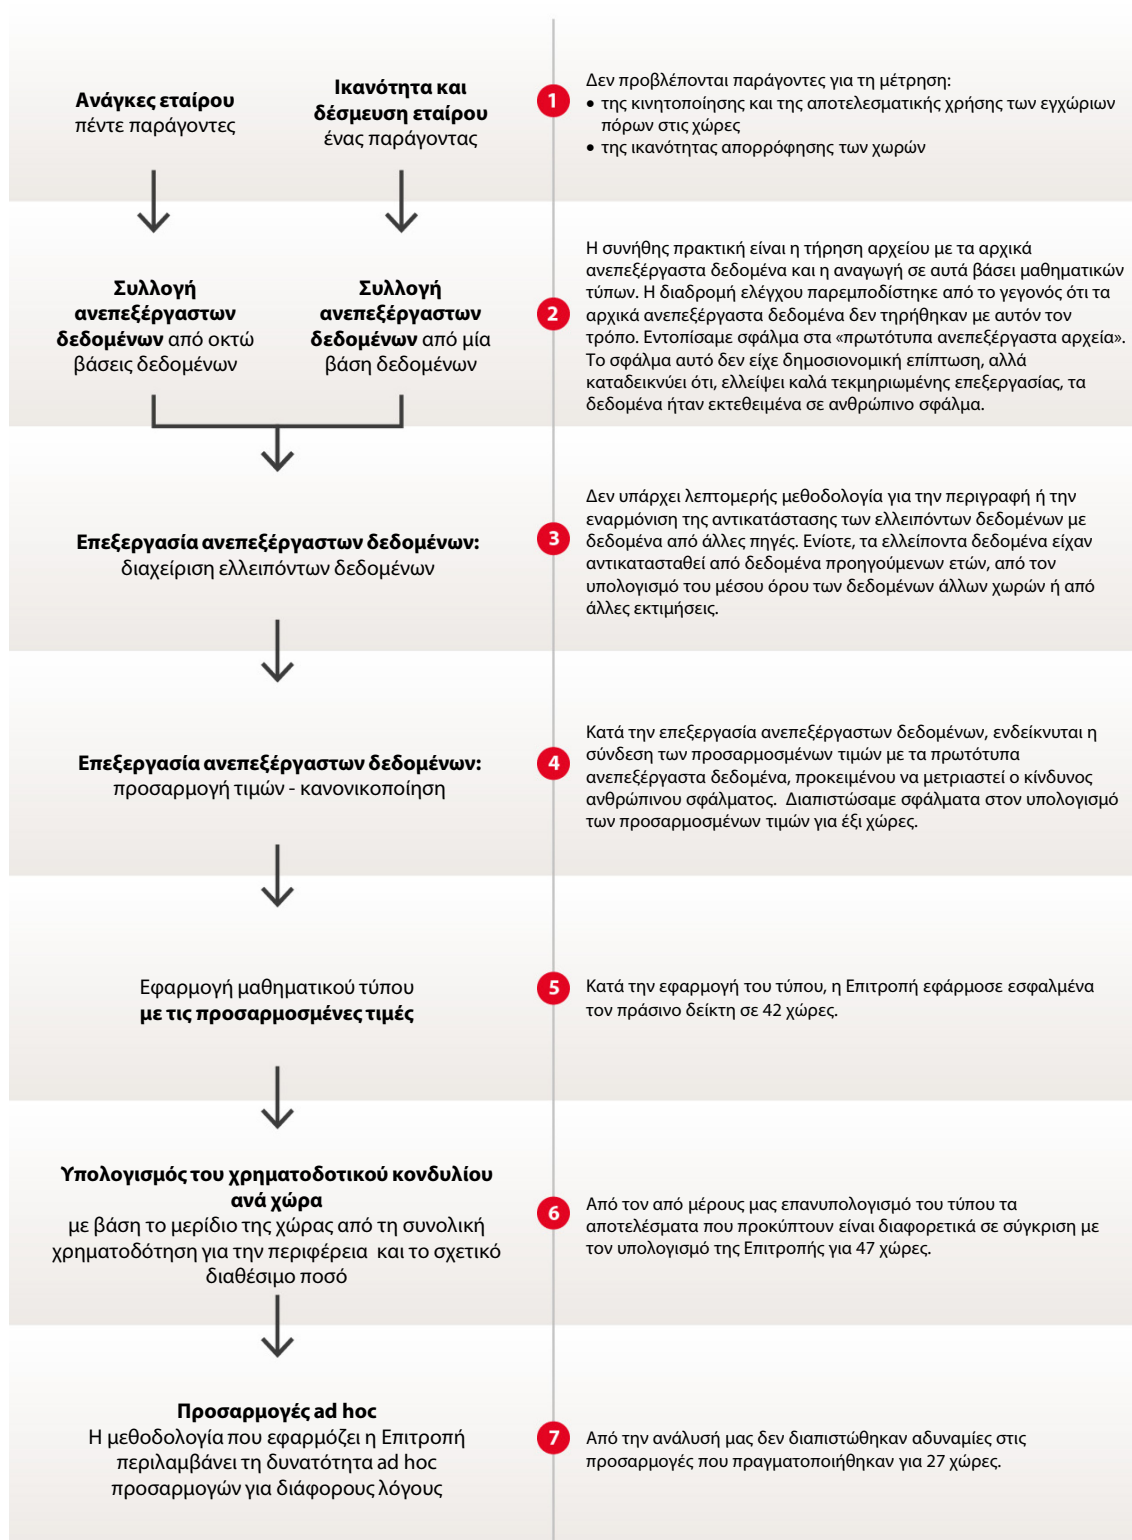 Ανάγκες εταίρου
πέντε παράγοντες
Ικανότητα και
δέσμευση εταίρου
ένας παράγοντας
1
Δεν προβλέπονται παράγοντες για τη μέτρηση:
• της κινητοποίησης και της αποτελεσματικής χρήσης των εγχώριων
πόρων στις χώρες
• της ικανότητας απορρόφησης των χωρών
Συλλογή
ανεπεξέργαστων
δεδομένων από οκτώ
βάσεις δεδομένων
Συλλογή
ανεπεξέργαστων
δεδομένων από μία
βάση δεδομένων
2
Η συνήθης πρακτική είναι η τήρηση αρχείου με τα αρχικά
ανεπεξέργαστα δεδομένα και η αναγωγή σε αυτά βάσει μαθηματικών
τύπων. Η διαδρομή ελέγχου παρεμποδίστηκε από το γεγονός ότι τα
αρχικά ανεπεξέργαστα δεδομένα δεν τηρήθηκαν με αυτόν τον
τρόπο. Εντοπίσαμε σφάλμα στα «πρωτότυπα ανεπεξέργαστα αρχεία».
Το σφάλμα αυτό δεν είχε δημοσιονομική επίπτωση, αλλά
καταδεικνύει ότι, ελλείψει καλά τεκμηριωμένης επεξεργασίας, τα
δεδομένα ήταν εκτεθειμένα σε ανθρώπινο σφάλμα.
Επεξεργασία ανεπεξέργαστων δεδομένων:
διαχείριση ελλειπόντων δεδομένων
3
Δεν υπάρχει λεπτομερής μεθοδολογία για την περιγραφή ή την
εναρμόνιση της αντικατάστασης των ελλειπόντων δεδομένων με
δεδομένα από άλλες πηγές. Ενίοτε, τα ελλείποντα δεδομένα είχαν
αντικατασταθεί από δεδομένα προηγούμενων ετών, από τον
υπολογισμό του μέσου όρου των δεδομένων άλλων χωρών ή από
άλλες εκτιμήσεις.
Επεξεργασία ανεπεξέργαστων δεδομένων:
προσαρμογή τιμών - κανονικοποίηση
4
Κατά την επεξεργασία ανεπεξέργαστων δεδομένων, ενδείκνυται η
σύνδεση των προσαρμοσμένων τιμών με τα πρωτότυπα
ανεπεξέργαστα δεδομένα, προκειμένου να μετριαστεί ο κίνδυνος
ανθρώπινου σφάλματος. Διαπιστώσαμε σφάλματα στον υπολογισμό
των προσαρμοσμένων τιμών για έξι χώρες.
Εφαρμογή μαθηματικού τύπου
με τις προσαρμοσμένες τιμές
5
Κατά την εφαρμογή του τύπου, η Επιτροπή εφάρμοσε εσφαλμένα
τον πράσινο δείκτη σε 42 χώρες.
Υπολογισμός του χρηματοδοτικού κονδυλίου
ανά χώρα
με βάση το μερίδιο της χώρας από τη συνολική
χρηματοδότηση για την περιφέρεια και το σχετικό
διαθέσιμο ποσό
6
Από τον από μέρους μας επανυπολογισμό του τύπου τα
αποτελέσματα που προκύπτουν είναι διαφορετικά σε σύγκριση με
τον υπολογισμό της Επιτροπής για 47 χώρες.
Προσαρμογές ad hoc
Η μεθοδολογία που εφαρμόζει η Επιτροπή
περιλαμβάνει τη δυνατότητα ad hoc
προσαρμογών για διάφορους λόγους
7
Από την ανάλυσή μας δεν διαπιστώθηκαν αδυναμίες στις
προσαρμογές που πραγματοποιήθηκαν για 27 χώρες.